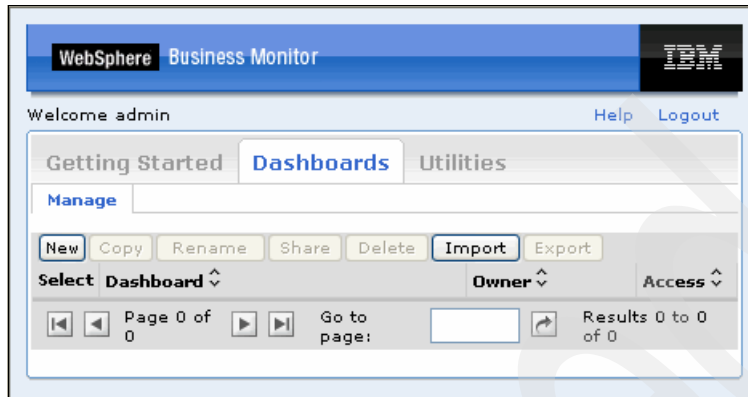 WebSphere Business Monitor IBM
Welcome admin Help Logout
Getting Started Dashboards Utilities
Manage
New Copy Rename Share Delete Import Export
Select Dashboard Owner Access
Page 0 of 0 Go to page: Results 0 to 0 of 0